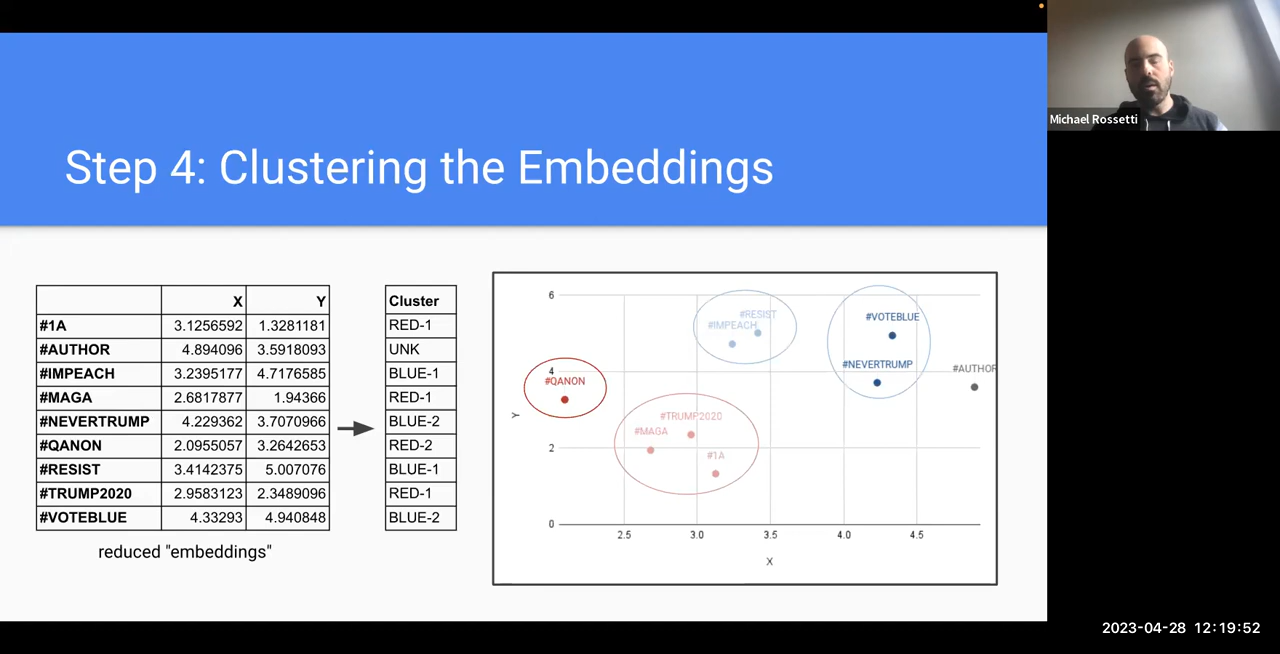 Michael Rossetti
Step 4: Clustering the Embeddings
X Y
#1A 3.1256592 1.3281181
#AUTHOR 4.894096 3.5918093
#IMPEACH 3.2395177 4.7176585
#MAGA 2.6817877 1.94366
#NEVERTRUMP 4.229362 3.7070966
#QANON 2.0955057 3.2642653
#RESIST 3.4142375 5.007076
#TRUMP2020 2.9583123 2.3489096
#VOTEBLUE 4.33293 4.940848
reduced "embeddings"
Cluster
RED-1
UNK
BLUE-1
RED-1
BLUE-2
RED-2
BLUE-1
RED-1
BLUE-2
6
4
2
0
Y
#RESIST
#IMPEACH
#VOTEBLUE
#NEVERTRUMP
#AUTHOR
#QANON
#TRUMP2020
#MAGA
#1A
2.5 3.0 3.5 4.0 4.5
X
2023-04-28 12:19:52